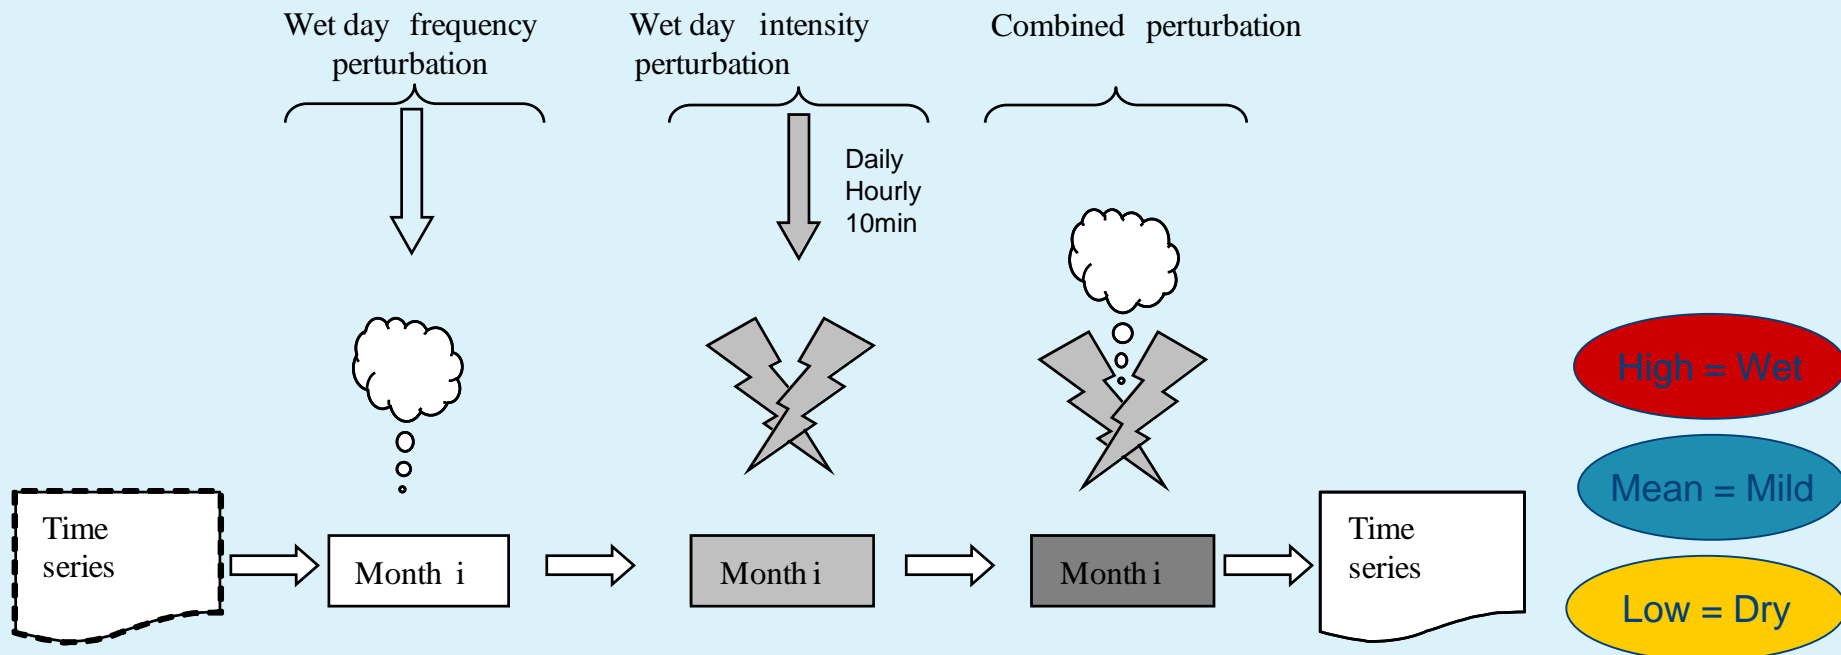 Wet day frequency
perturbation
Wet day intensity
perturbation
Combined perturbation
Daily
Hourly
10min
High = Wet
Mean = Mild
Low = Dry
Time
series
Month i
Month i
Month i
Time
series